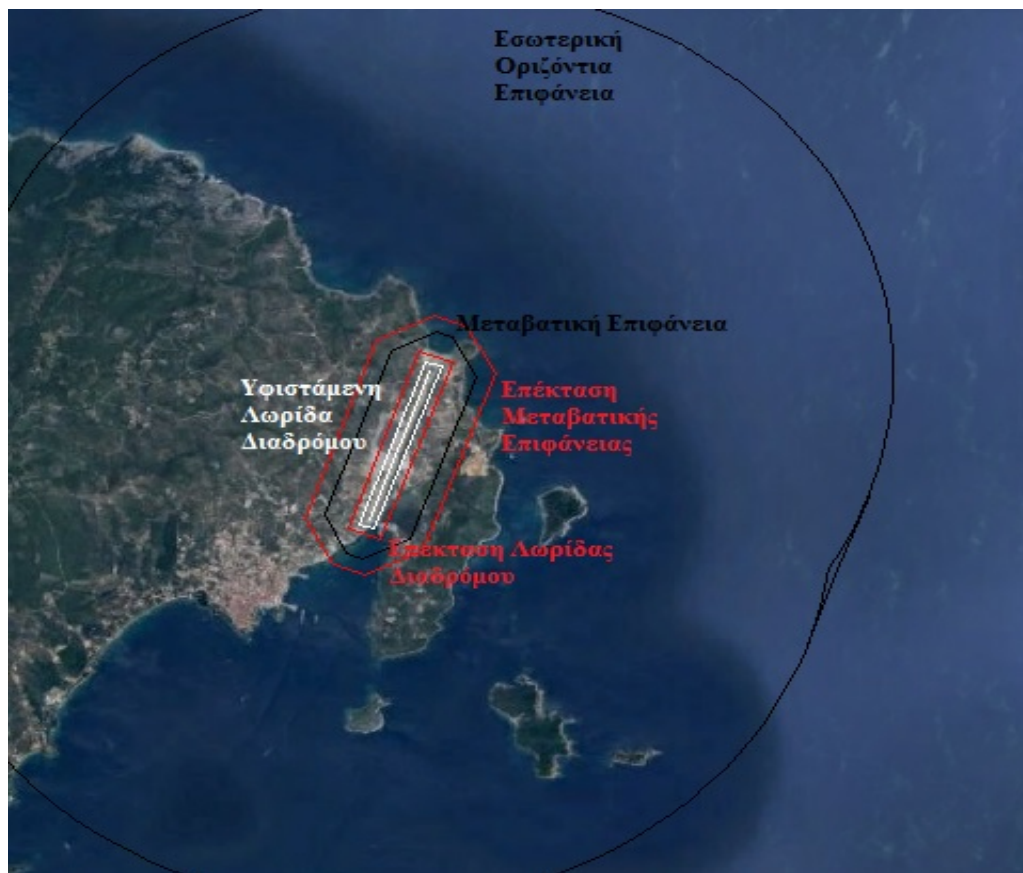 Εσωτερική
Οριζόντια
Επιφάνεια
Μεταβατική Επιφάνεια
Υφιστάμενη
Λωρίδα
Διαδρόμου
Επέκταση
Μεταβατικής
Επιφάνειας
Επέκταση Λωρίδας
Διαδρόμου